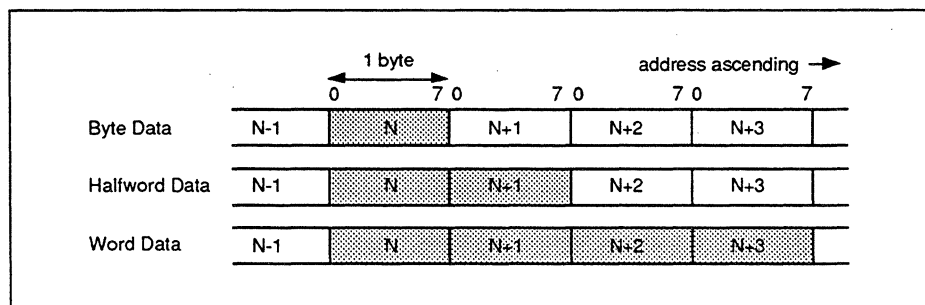 1 byte address ascending →
0 7 0 7 0 7 0 7
Byte Data N-1 N N+1 N+2 N+3
Halfword Data N-1 N N+1 N+2 N+3
Word Data N-1 N N+1 N+2 N+3